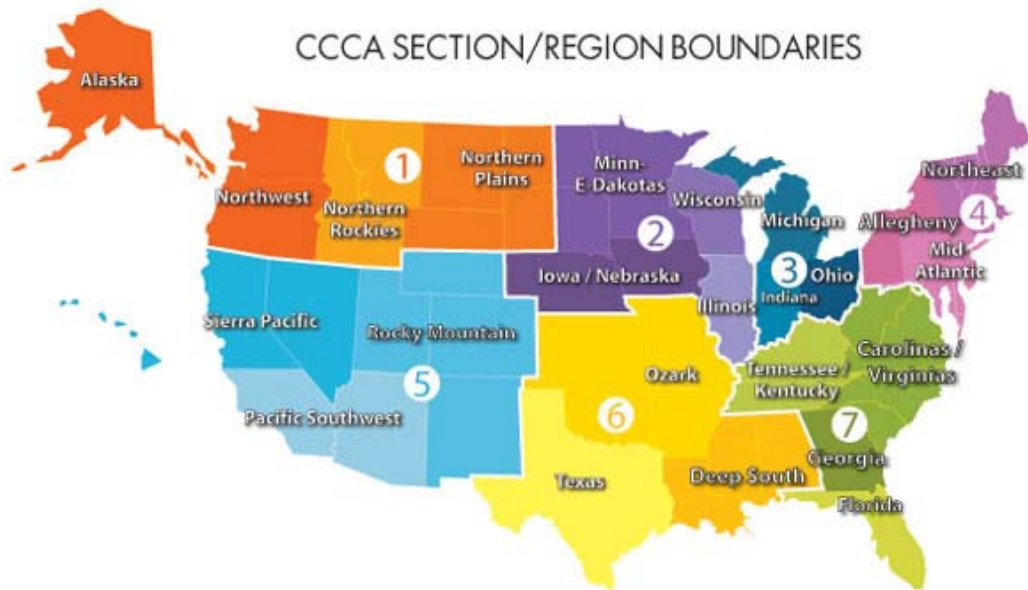 CCCA SECTION/REGION BOUNDARIES
Alaska
Northwest
1
Northern
Rockies
Northern
Plains
Minn-
E-Dakotas
Wisconsin
2
Iowa / Nebraska
Illinois
Michigan
3
Ohio
Indiana
Northeast
Allegheny
4
Mid-
Atlantic
Sierra Pacific
Rocky Mountain
Pacific Southwest
5
Ozark
6
Texas
Deep South
Tennessee /
Kentucky
Carolinas /
Virginias
7
Georgia
Florida